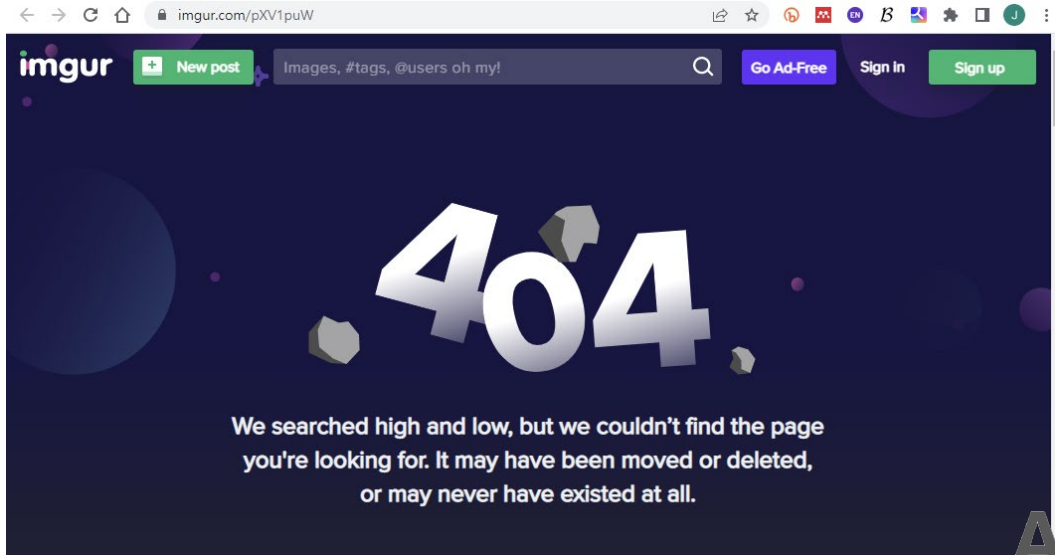 imgur.com/pXV1puW
EN B J
imgur New post Images, #tags, @users oh my! Go Ad-Free Sign in Sign up
404
We searched high and low, but we couldn't find the page
you're looking for. It may have been moved or deleted,
or may never have existed at all.
A